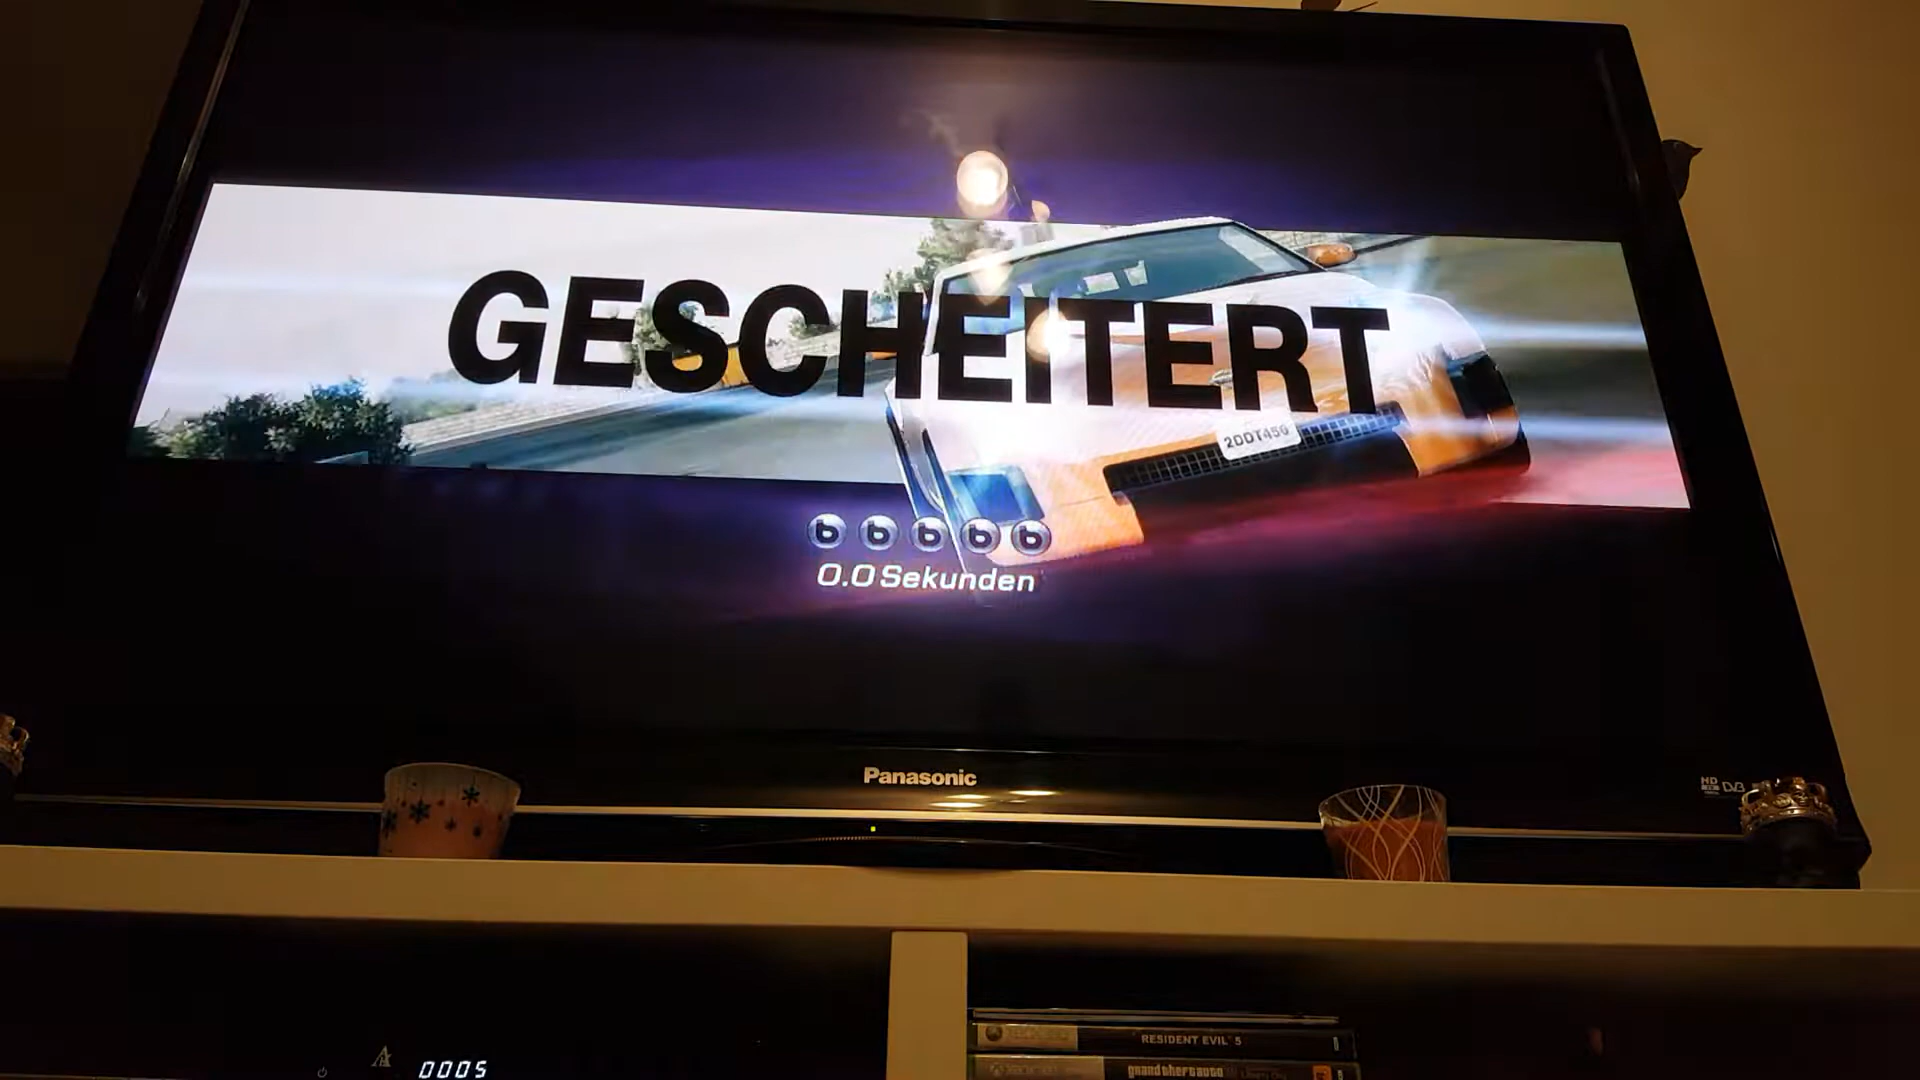 GESCHEITERT
2DDT450
0.0 Sekunden
Panasonic
HD
DVB
RESIDENT EVIL 5
grand theft auto
0005